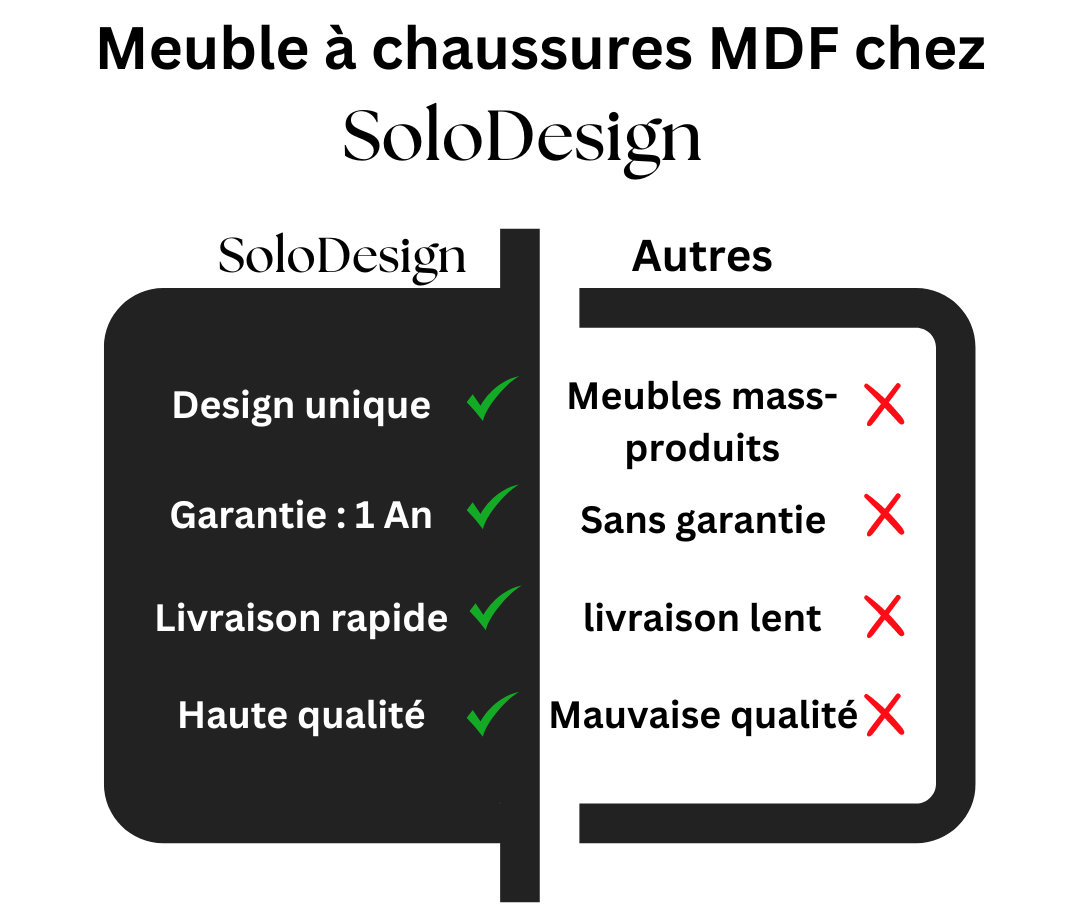 Meuble à chaussures MDF chez
SoloDesign
SoloDesign
Autres
Design unique
Meubles mass-
produits
Garantie : 1 An
Sans garantie
Livraison rapide
livraison lent
Haute qualité
Mauvaise qualité